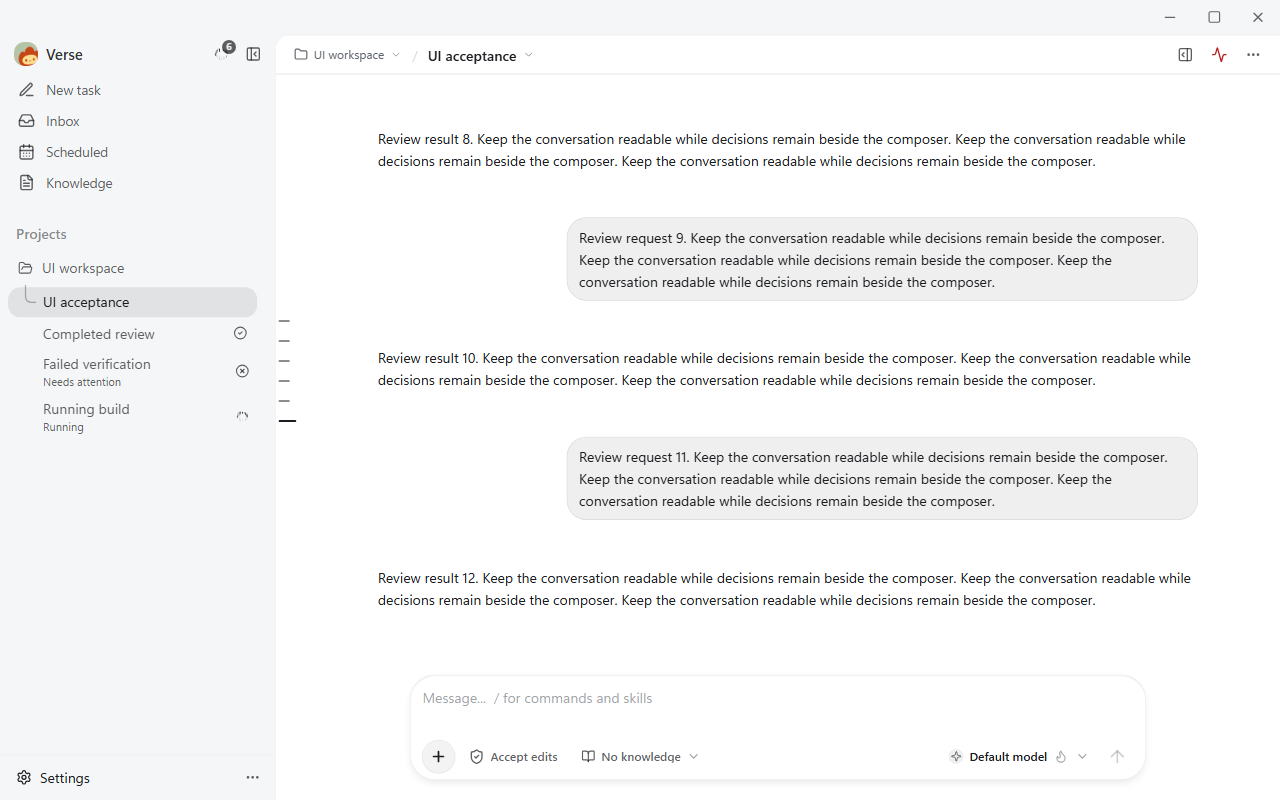 Verse
6
New task
Inbox
Scheduled
Knowledge
Projects
UI workspace
UI acceptance
Completed review
Failed verification
Needs attention
Running build
Running
Settings
UI workspace / UI acceptance
Review result 8. Keep the conversation readable while decisions remain beside the composer. Keep the conversation readable while
decisions remain beside the composer. Keep the conversation readable while decisions remain beside the composer.
Review request 9. Keep the conversation readable while decisions remain beside the composer.
Keep the conversation readable while decisions remain beside the composer. Keep the
conversation readable while decisions remain beside the composer.
Review result 10. Keep the conversation readable while decisions remain beside the composer. Keep the conversation readable while
decisions remain beside the composer. Keep the conversation readable while decisions remain beside the composer.
Review request 11. Keep the conversation readable while decisions remain beside the composer.
Keep the conversation readable while decisions remain beside the composer. Keep the
conversation readable while decisions remain beside the composer.
Review result 12. Keep the conversation readable while decisions remain beside the composer. Keep the conversation readable while
decisions remain beside the composer. Keep the conversation readable while decisions remain beside the composer.
Message... / for commands and skills
Accept edits
No knowledge
Default model